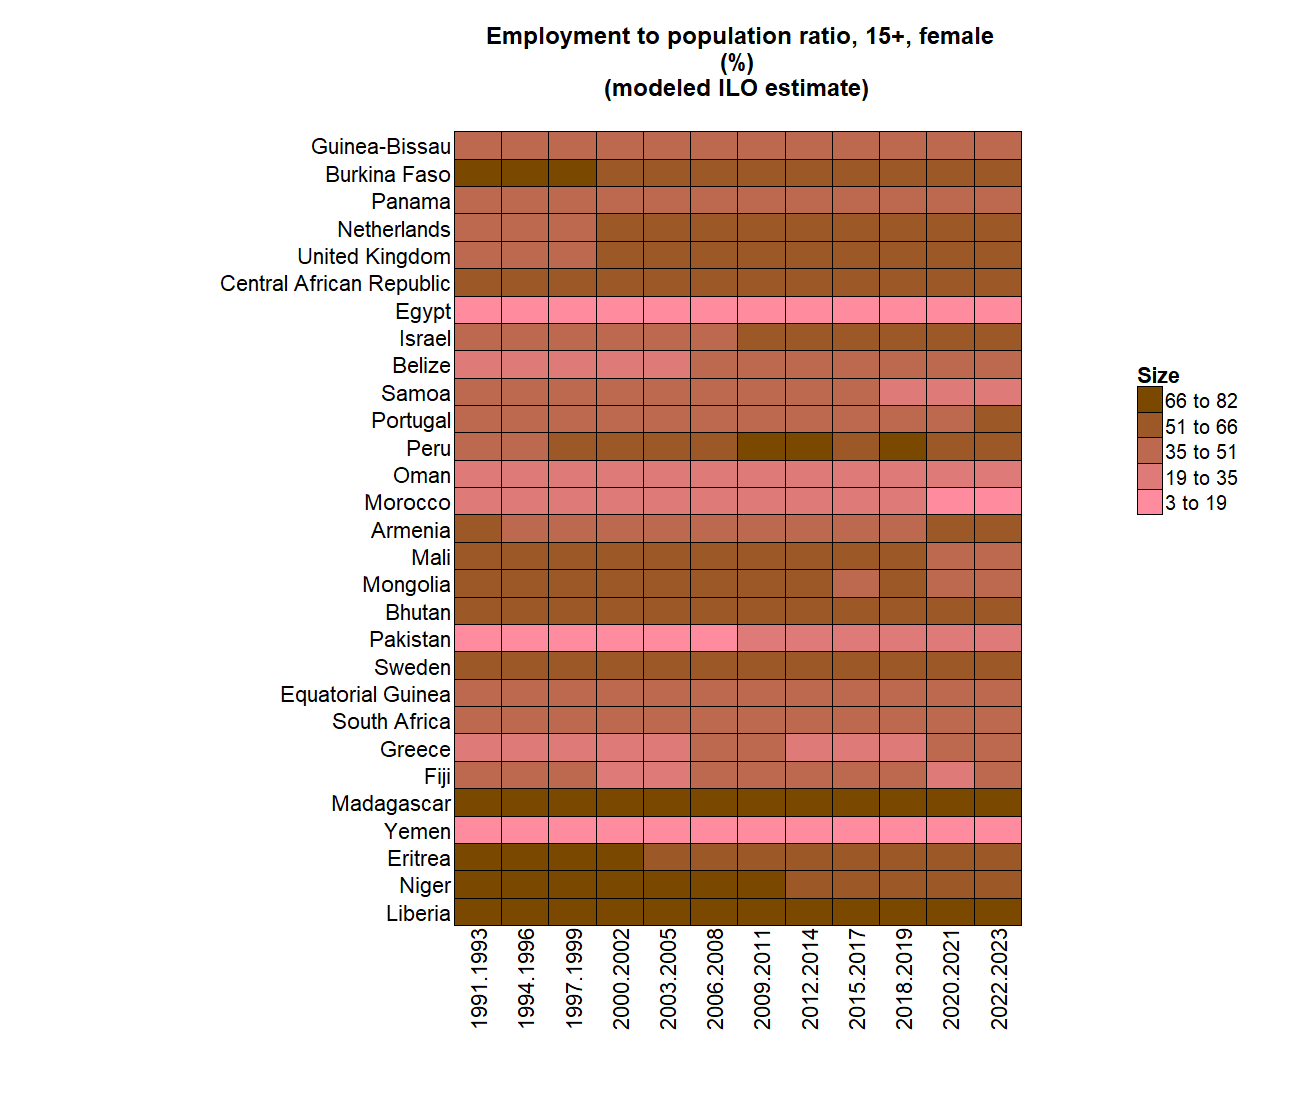 Employment to population ratio, 15+, female
(%)
(modeled ILO estimate)
Guinea-Bissau
Burkina Faso
Panama
Netherlands
United Kingdom
Central African Republic
Egypt
Israel
Belize
Samoa
Portugal
Peru
Oman
Morocco
Armenia
Mali
Mongolia
Bhutan
Pakistan
Sweden
Equatorial Guinea
South Africa
Greece
Fiji
Madagascar
Yemen
Eritrea
Niger
Liberia
1991.1993
1994.1996
1997.1999
2000.2002
2003.2005
2006.2008
2009.2011
2012.2014
2015.2017
2018.2019
2020.2021
2022.2023
Size
66 to 82
51 to 66
35 to 51
19 to 35
3 to 19